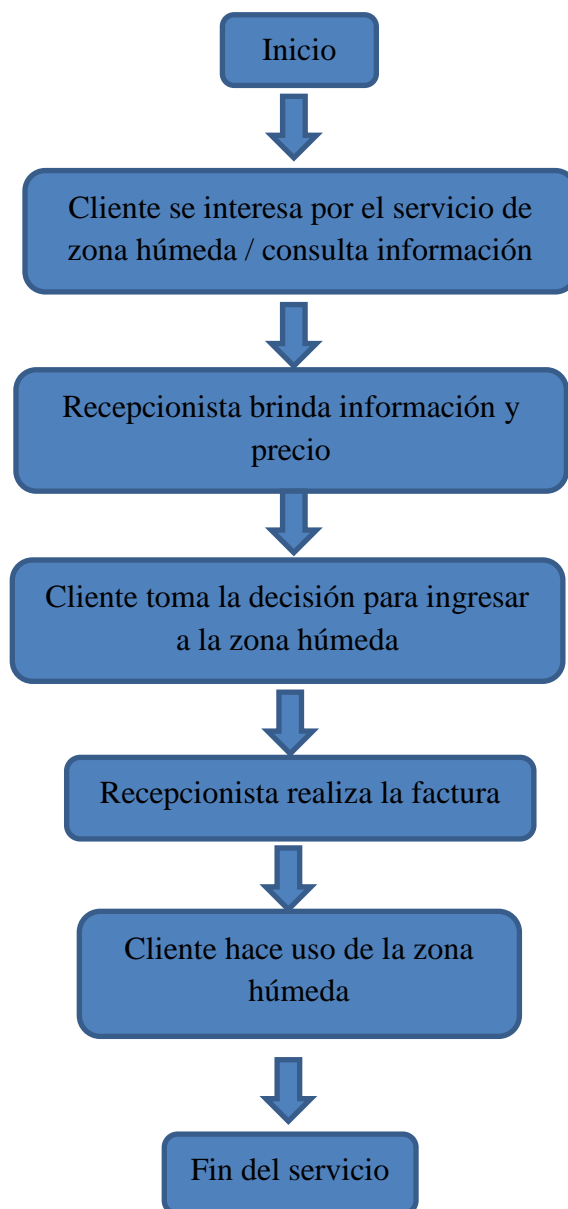 Inicio
Cliente se interesa por el servicio de
zona húmeda / consulta información
Recepcionista brinda información y
precio
Cliente toma la decisión para ingresar
a la zona húmeda
Recepcionista realiza la factura
Cliente hace uso de la zona
húmeda
Fin del servicio